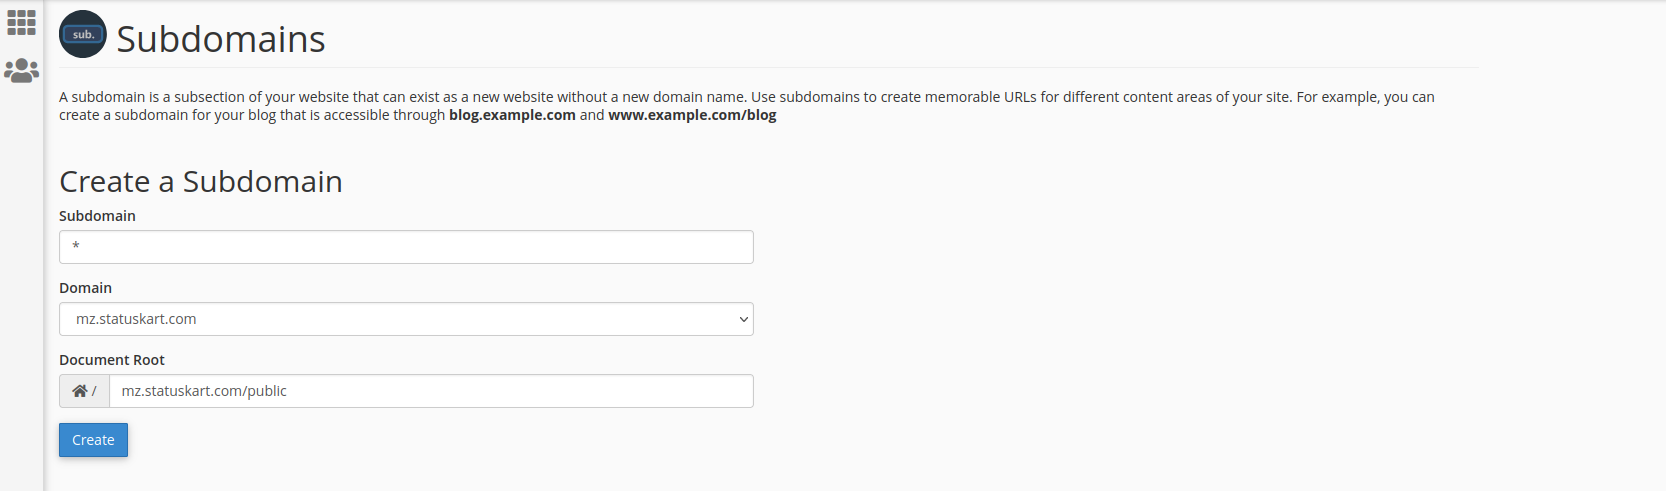 sub.
Subdomains
A subdomain is a subsection of your website that can exist as a new website without a new domain name. Use subdomains to create memorable URLs for different content areas of your site. For example, you can
create a subdomain for your blog that is accessible through blog.example.com and www.example.com/blog
Create a Subdomain
Subdomain
*
Domain
mz.statuskart.com
Document Root
/ mz.statuskart.com/public
Create